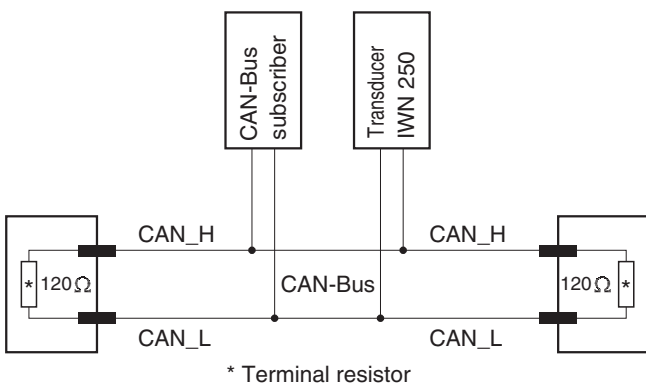 CAN-Bus
subscriber
Transducer
IWN 250
CAN_H
CAN_H
* 120 Ω
120 Ω *
CAN-Bus
CAN_L
CAN_L
* Terminal resistor